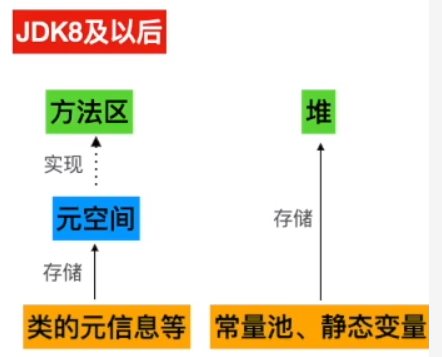 JDK8及以后
方法区
堆
实现
元空间
存储
存储
类的元信息等
常量池、静态变量